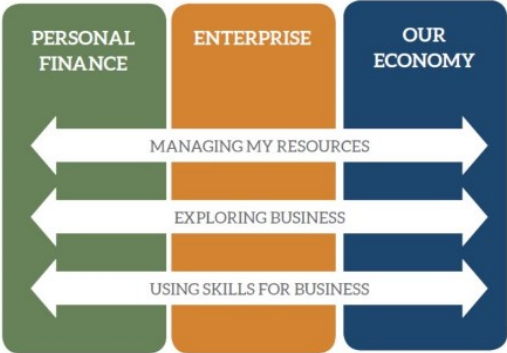 PERSONAL
FINANCE
ENTERPRISE
OUR
ECONOMY
MANAGING MY RESOURCES
EXPLORING BUSINESS
USING SKILLS FOR BUSINESS